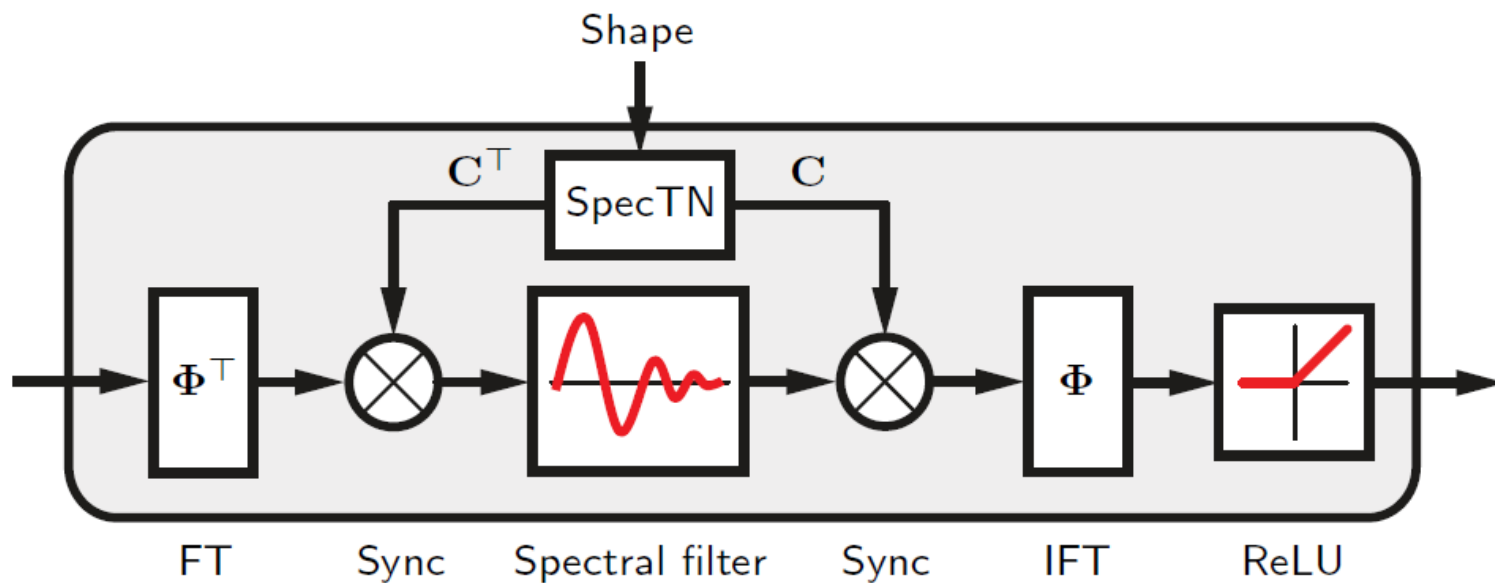 Shape
C⊤ C
SpecTN
Φ⊤ Φ
FT Sync Spectral filter Sync IFT ReLU